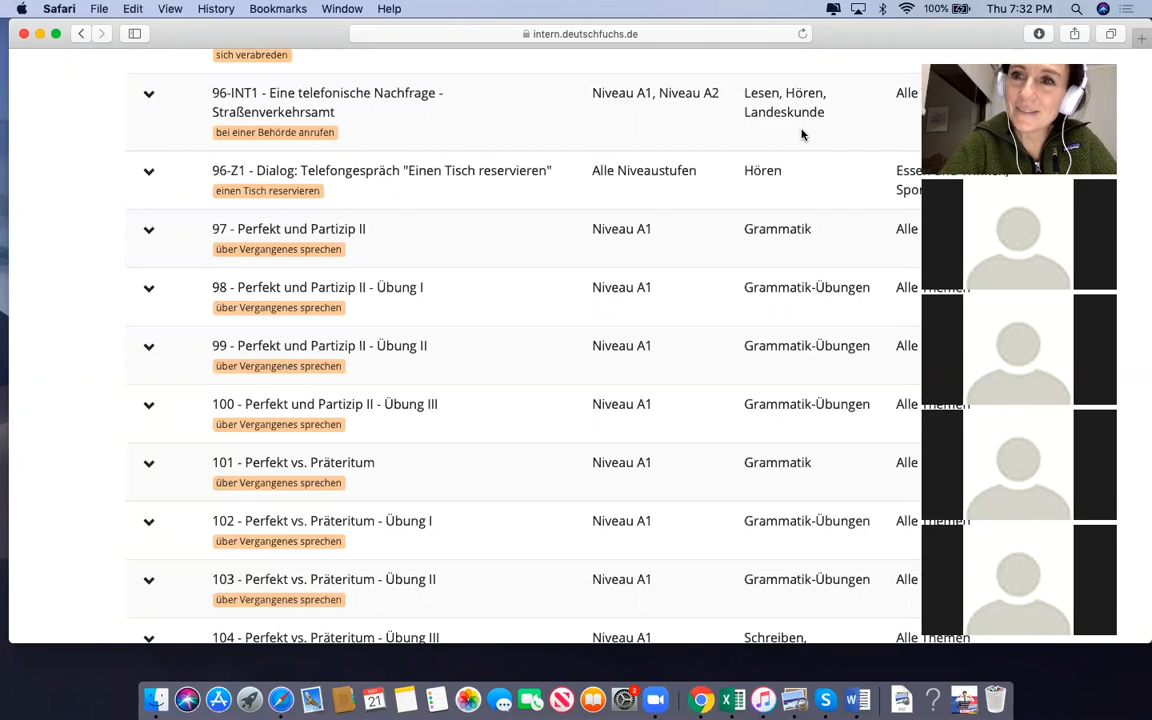 Safari File Edit View History Bookmarks Window Help 100% Thu 7:32 PM
intern.deutschfuchs.de
sich verabreden
96-INT1 - Eine telefonische Nachfrage - Niveau A1, Niveau A2 Lesen, Hören, Alle
Straßenverkehrsamt Landeskunde
bei einer Behörde anrufen
96-Z1 - Dialog: Telefongespräch "Einen Tisch reservieren" Alle Niveaustufen Hören
einen Tisch reservieren
97 - Perfekt und Partizip II Niveau A1 Grammatik Alle
über Vergangenes sprechen
98 - Perfekt und Partizip II - Übung I Niveau A1 Grammatik-Übungen Alle Themen
über Vergangenes sprechen
99 - Perfekt und Partizip II - Übung II Niveau A1 Grammatik-Übungen Alle
über Vergangenes sprechen
100 - Perfekt und Partizip II - Übung III Niveau A1 Grammatik-Übungen Alle Themen
über Vergangenes sprechen
101 - Perfekt vs. Präteritum Niveau A1 Grammatik Alle
über Vergangenes sprechen
102 - Perfekt vs. Präteritum - Übung I Niveau A1 Grammatik-Übungen Alle Themen
über Vergangenes sprechen
103 - Perfekt vs. Präteritum - Übung II Niveau A1 Grammatik-Übungen Alle
über Vergangenes sprechen
104 - Perfekt vs. Präteritum - Übung III Niveau A1 Schreiben, Alle Themen